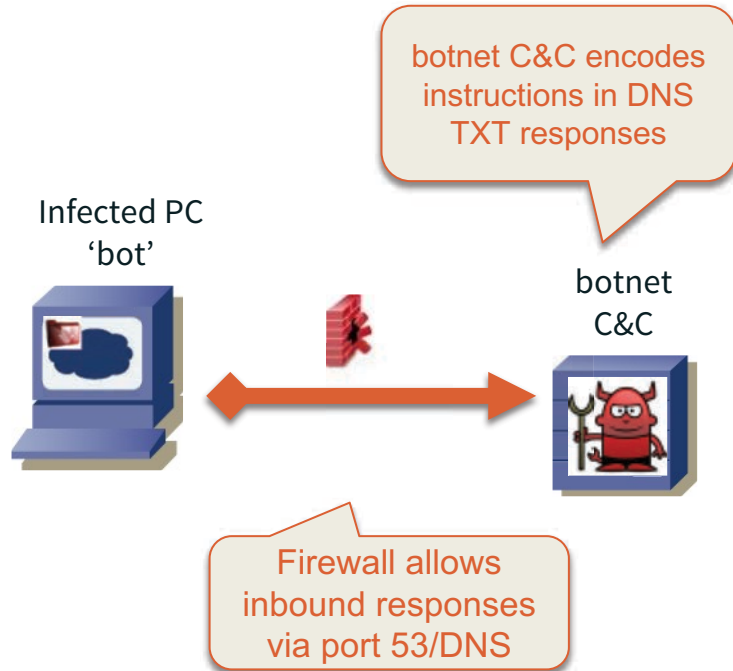 botnet C&C encodes
instructions in DNS
TXT responses
Infected PC
‘bot’
botnet
C&C
Firewall allows
inbound responses
via port 53/DNS